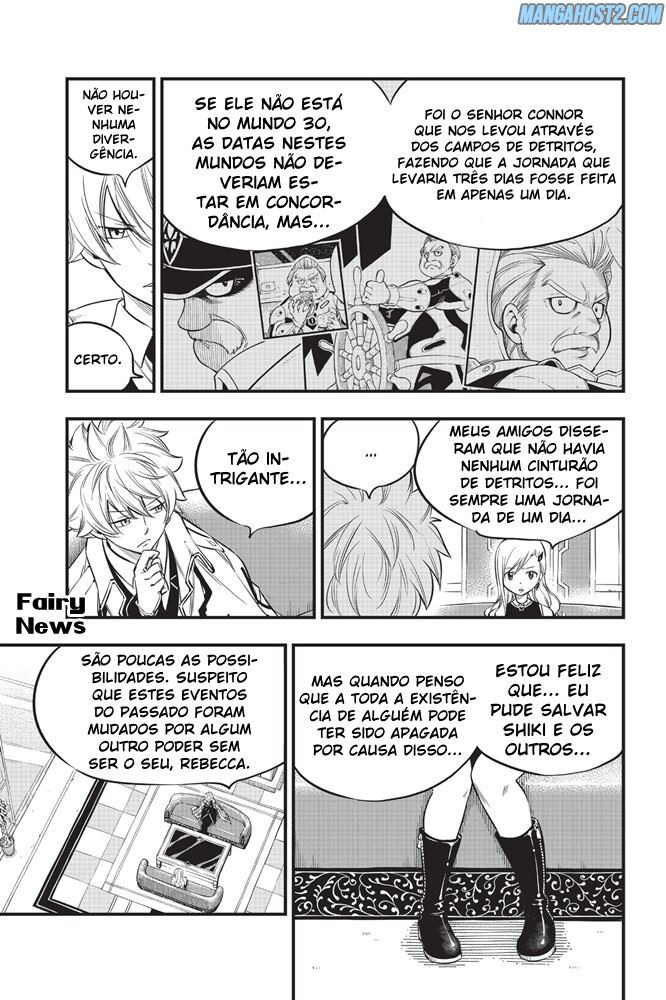 MANGAHOST2.COM
FOI O SENHOR CONNOR
QUE NOS LEVOU ATRAVÉS
DOS CAMPOS DE DETRITOS,
FAZENDO QUE A JORNADA QUE
LEVARIA TRÊS DIAS FOSSE FEITA
EM APENAS UM DIA.
SE ELE NÃO ESTÁ
NO MUNDO 30,
AS DATAS NESTES
MUNDOS NÃO DE-
VERIAM ES-
TAR EM CONCOR-
DÂNCIA, MAS...
NÃO HOU-
VER NE-
NHUMA
DIVER-
GÊNCIA.
CERTO.
MEUS AMIGOS DISSE-
RAM QUE NÃO HAVIA
NENHUM CINTURÃO
DE DETRITOS... FOI
SEMPRE UMA JORNA-
DA DE UM DIA...
...
TÃO IN-
TRIGANTE...
Fairy
News
ESTOU FELIZ
QUE... EU
PUDE SALVAR
SHIKI E OS
OUTROS...
MAS QUANDO PENSO
QUE A TODA A EXISTÊN-
CIA DE ALGUÉM PODE
TER SIDO APAGADA
POR CAUSA DISSO...
SÃO POUCAS AS POSSI-
BILIDADES. SUSPEITO
QUE ESTES EVENTOS
DO PASSADO FORAM
MUDADOS POR ALGUM
OUTRO PODER SEM
SER O SEU, REBECCA.